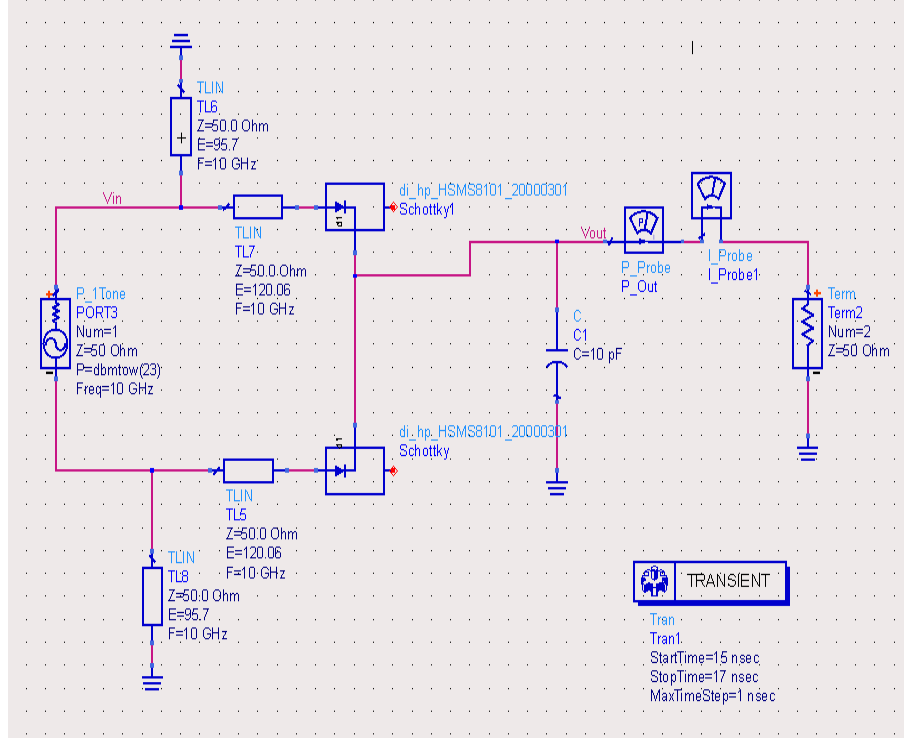 TLIN
TL6
Z=50.0 Ohm
E=95.7
F=10 GHz
Vin
TLIN
TL7
Z=50.0 Ohm
E=120.06
F=10 GHz
d1
di_hp_HSMS8101_20000301
Schottky1
P_1Tone
PORT3
Num=1
Z=50 Ohm
P=dbmtow(23)
Freq=10 GHz
Vout
P
P_Probe
P_Out
I_Probe
I_Probe1
C
C1
C=10 pF
Term
Term2
Num=2
Z=50 Ohm
d1
di_hp_HSMS8101_20000301
Schottky
TLIN
TL5
Z=50.0 Ohm
E=120.06
F=10 GHz
TLIN
TL8
Z=50.0 Ohm
E=95.7
F=10 GHz
TRANSIENT
Tran
Tran1
StartTime=15 nsec
StopTime=17 nsec
MaxTimeStep=1 nsec